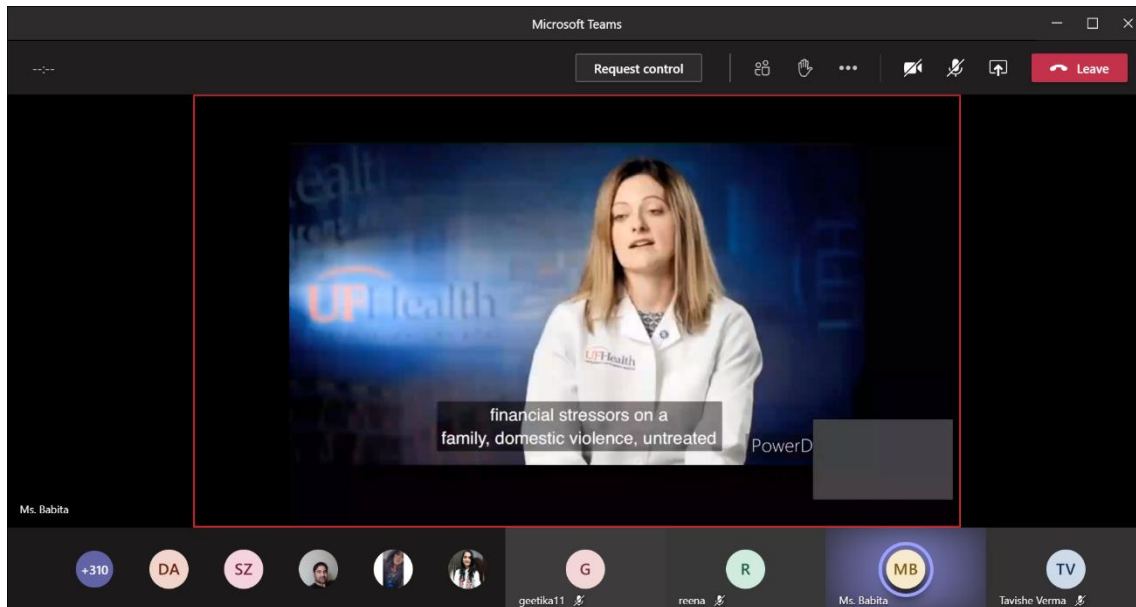 Microsoft Teams
--:--
Request control
Leave
ealth
UFHealth
UFHealth
financial stressors on a
family, domestic violence, untreated
PowerD
Ms. Babita
+310
DA
SZ
G
R
MB
TV
geetika11
reena
Ms. Babita
Tavishe Verma